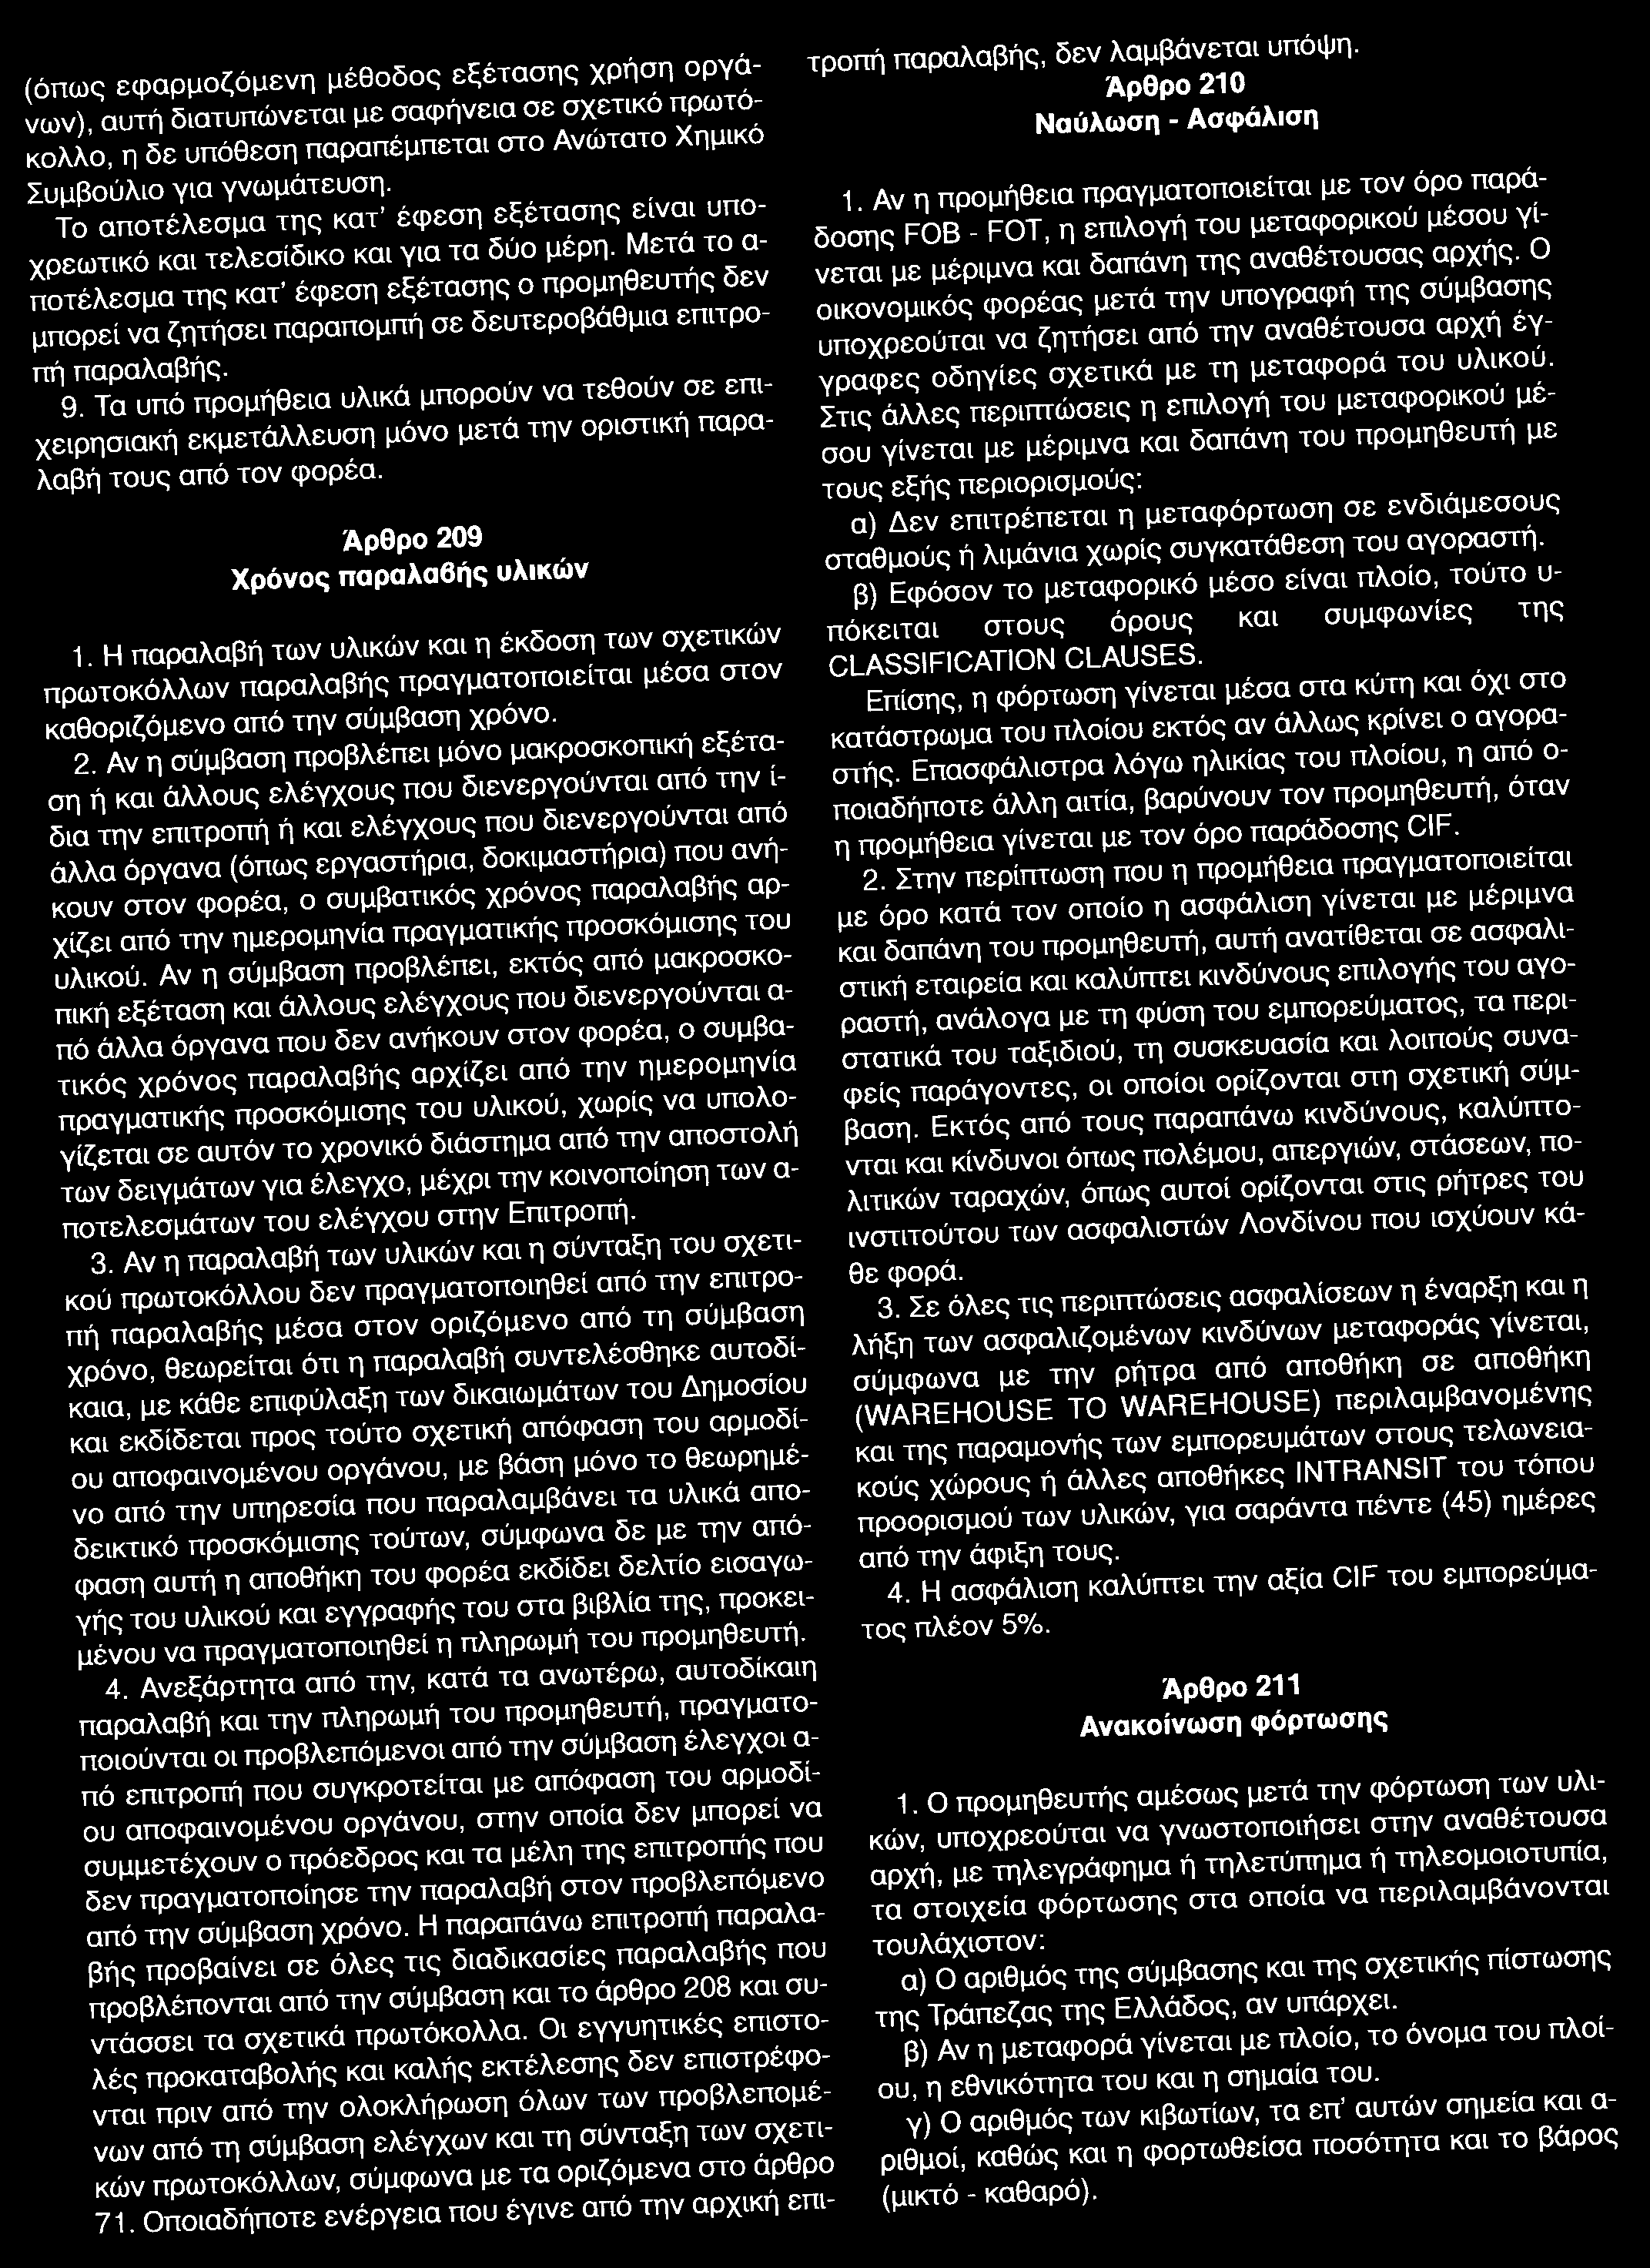 (όπως εφαρμοζόμενη μέθοδος εξέτασης χρήση οργά-
νων), αυτή διατυπώνεται με σαφήνεια σε σχετικό πρωτό-
κολλο, η δε υπόθεση παραπέμπεται στο Ανώτατο Χημικό
Συμβούλιο για γνωμάτευση.
Το αποτέλεσμα της κατ' έφεση εξέτασης είναι υπο-
χρεωτικό και τελεσίδικο και για τα δύο μέρη. Μετά το α-
ποτέλεσμα της κατ' έφεση εξέτασης ο προμηθευτής δεν
μπορεί να ζητήσει παραπομπή σε δευτεροβάθμια επιτρο-
πή παραλαβής.
9. Τα υπό προμήθεια υλικά μπορούν να τεθούν σε επι-
χειρησιακή εκμετάλλευση μόνο μετά την οριστική παρα-
λαβή τους από τον φορέα.
Άρθρο 209
Χρόνος παραλαβής υλικών
1. Η παραλαβή των υλικών και η έκδοση των σχετικών
πρωτοκόλλων παραλαβής πραγματοποιείται μέσα στον
καθοριζόμενο από την σύμβαση χρόνο.
2. Αν η σύμβαση προβλέπει μόνο μακροσκοπική εξέτα-
ση ή και άλλους ελέγχους που διενεργούνται από την ί-
δια την επιτροπή ή και ελέγχους που διενεργούνται από
άλλα όργανα (όπως εργαστήρια, δοκιμαστήρια) που ανή-
κουν στον φορέα, ο συμβατικός χρόνος παραλαβής αρ-
χίζει από την ημερομηνία πραγματικής προσκόμισης του
υλικού. Αν η σύμβαση προβλέπει, εκτός από μακροσκο-
πική εξέταση και άλλους ελέγχους που διενεργούνται α-
πό άλλα όργανα που δεν ανήκουν στον φορέα, ο συμβα-
τικός χρόνος παραλαβής αρχίζει από την ημερομηνία
πραγματικής προσκόμισης του υλικού, χωρίς να υπολο-
γίζεται σε αυτόν το χρονικό διάστημα από την αποστολή
των δειγμάτων για έλεγχο, μέχρι την κοινοποίηση των α-
ποτελεσμάτων του ελέγχου στην Επιτροπή.
3. Αν η παραλαβή των υλικών και η σύνταξη του σχετι-
κού πρωτοκόλλου δεν πραγματοποιηθεί από την επιτρο-
πή παραλαβής μέσα στον οριζόμενο από τη σύμβαση
χρόνο, θεωρείται ότι η παραλαβή συντελέσθηκε αυτοδί-
καια, με κάθε επιφύλαξη των δικαιωμάτων του Δημοσίου
και εκδίδεται προς τούτο σχετική απόφαση του αρμοδί-
ου αποφαινομένου οργάνου, με βάση μόνο το θεωρημέ-
νο από την υπηρεσία που παραλαμβάνει τα υλικά απο-
δεικτικό προσκόμισης τούτων, σύμφωνα δε με την από-
φαση αυτή η αποθήκη του φορέα εκδίδει δελτίο εισαγω-
γής του υλικού και εγγραφής του στα βιβλία της, προκει-
μένου να πραγματοποιηθεί η πληρωμή του προμηθευτή.
4. Ανεξάρτητα από την, κατά τα ανωτέρω, αυτοδίκαιη
παραλαβή και την πληρωμή του προμηθευτή, πραγματο-
ποιούνται οι προβλεπόμενοι από την σύμβαση έλεγχοι α-
πό επιτροπή που συγκροτείται με απόφαση του αρμοδί-
ου αποφαινομένου οργάνου, στην οποία δεν μπορεί να
συμμετέχουν ο πρόεδρος και τα μέλη της επιτροπής που
δεν πραγματοποίησε την παραλαβή στον προβλεπόμενο
από την σύμβαση χρόνο. Η παραπάνω επιτροπή παραλα-
βής προβαίνει σε όλες τις διαδικασίες παραλαβής που
προβλέπονται από την σύμβαση και το άρθρο 208 και συ-
ντάσσει τα σχετικά πρωτόκολλα. Οι εγγυητικές επιστο-
λές προκαταβολής και καλής εκτέλεσης δεν επιστρέφο-
νται πριν από την ολοκλήρωση όλων των προβλεπομέ-
νων από τη σύμβαση ελέγχων και τη σύνταξη των σχετι-
κών πρωτοκόλλων, σύμφωνα με τα οριζόμενα στο άρθρο
71. Οποιαδήποτε ενέργεια που έγινε από την αρχική επι-
τροπή παραλαβής, δεν λαμβάνεται υπόψη.
Άρθρο 210
Ναύλωση - Ασφάλιση
1. Αν η προμήθεια πραγματοποιείται με τον όρο παρά-
δοσης FOB - FOT, η επιλογή του μεταφορικού μέσου γί-
νεται με μέριμνα και δαπάνη της αναθέτουσας αρχής. Ο
οικονομικός φορέας μετά την υπογραφή της σύμβασης
υποχρεούται να ζητήσει από την αναθέτουσα αρχή έγ-
γραφες οδηγίες σχετικά με τη μεταφορά του υλικού.
Στις άλλες περιπτώσεις η επιλογή του μεταφορικού μέ-
σου γίνεται με μέριμνα και δαπάνη του προμηθευτή με
τους εξής περιορισμούς:
α) Δεν επιτρέπεται η μεταφόρτωση σε ενδιάμεσους
σταθμούς ή λιμάνια χωρίς συγκατάθεση του αγοραστή.
β) Εφόσον το μεταφορικό μέσο είναι πλοίο, τούτο υ-
πόκειται στους όρους και συμφωνίες της
CLASSIFICATION CLAUSES.
Επίσης, η φόρτωση γίνεται μέσα στα κύτη και όχι στο
κατάστρωμα του πλοίου εκτός αν άλλως κρίνει ο αγορα-
στής. Επασφάλιστρα λόγω ηλικίας του πλοίου, η από ο-
ποιαδήποτε άλλη αιτία, βαρύνουν τον προμηθευτή, όταν
η προμήθεια γίνεται με τον όρο παράδοσης CIF.
2. Στην περίπτωση που η προμήθεια πραγματοποιείται
με όρο κατά τον οποίο η ασφάλιση γίνεται με μέριμνα
και δαπάνη του προμηθευτή, αυτή ανατίθεται σε ασφαλι-
στική εταιρεία και καλύπτει κινδύνους επιλογής του αγο-
ραστή, ανάλογα με τη φύση του εμπορεύματος, τα περι-
στατικά του ταξιδιού, τη συσκευασία και λοιπούς συνα-
φείς παράγοντες, οι οποίοι ορίζονται στη σχετική σύμ-
βαση. Εκτός από τους παραπάνω κινδύνους, καλύπτο-
νται και κίνδυνοι όπως πολέμου, απεργιών, στάσεων, πο-
λιτικών ταραχών, όπως αυτοί ορίζονται στις ρήτρες του
ινστιτούτου των ασφαλιστών Λονδίνου που ισχύουν κά-
θε φορά.
3. Σε όλες τις περιπτώσεις ασφαλίσεων η έναρξη και η
λήξη των ασφαλιζομένων κινδύνων μεταφοράς γίνεται,
σύμφωνα με την ρήτρα από αποθήκη σε αποθήκη
(WAREHOUSE TO WAREHOUSE) περιλαμβανομένης
και της παραμονής των εμπορευμάτων στους τελωνεια-
κούς χώρους ή άλλες αποθήκες INTRANSIT του τόπου
προορισμού των υλικών, για σαράντα πέντε (45) ημέρες
από την άφιξη τους.
4. Η ασφάλιση καλύπτει την αξία CIF του εμπορεύμα-
τος πλέον 5%.
Άρθρο 211
Ανακοίνωση φόρτωσης
1. Ο προμηθευτής αμέσως μετά την φόρτωση των υλι-
κών, υποχρεούται να γνωστοποιήσει στην αναθέτουσα
αρχή, με τηλεγράφημα ή τηλετύπημα ή τηλεομοιοτυπία,
τα στοιχεία φόρτωσης στα οποία να περιλαμβάνονται
τουλάχιστον:
α) Ο αριθμός της σύμβασης και της σχετικής πίστωσης
της Τράπεζας της Ελλάδος, αν υπάρχει.
β) Αν η μεταφορά γίνεται με πλοίο, το όνομα του πλοί-
ου, η εθνικότητα του και η σημαία του.
γ) Ο αριθμός των κιβωτίων, τα επ' αυτών σημεία και α-
ριθμοί, καθώς και η φορτωθείσα ποσότητα και το βάρος
(μικτό - καθαρό).